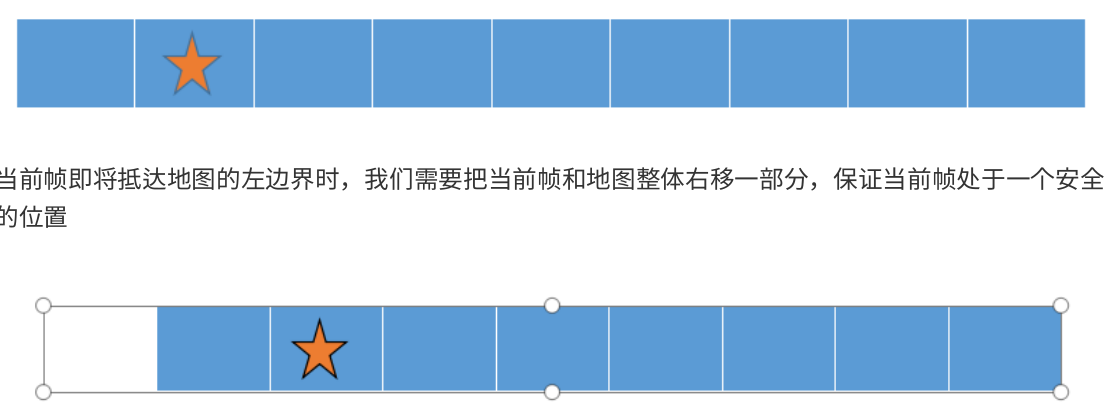 当前帧即将抵达地图的左边界时，我们需要把当前帧和地图整体右移一部分，保证当前帧处于一个安全
的位置